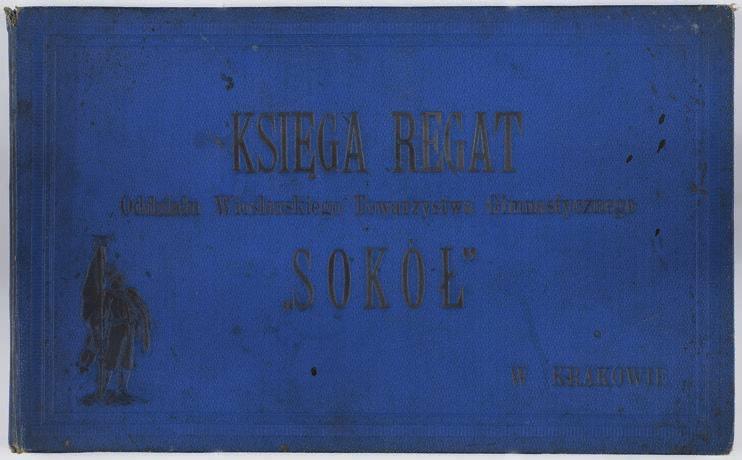 KSIĘGA REGAT
Oddziału Wioślarskiego Towarzystwa Gimnastycznego
„SOKÓŁ”
W KRAKOWIE